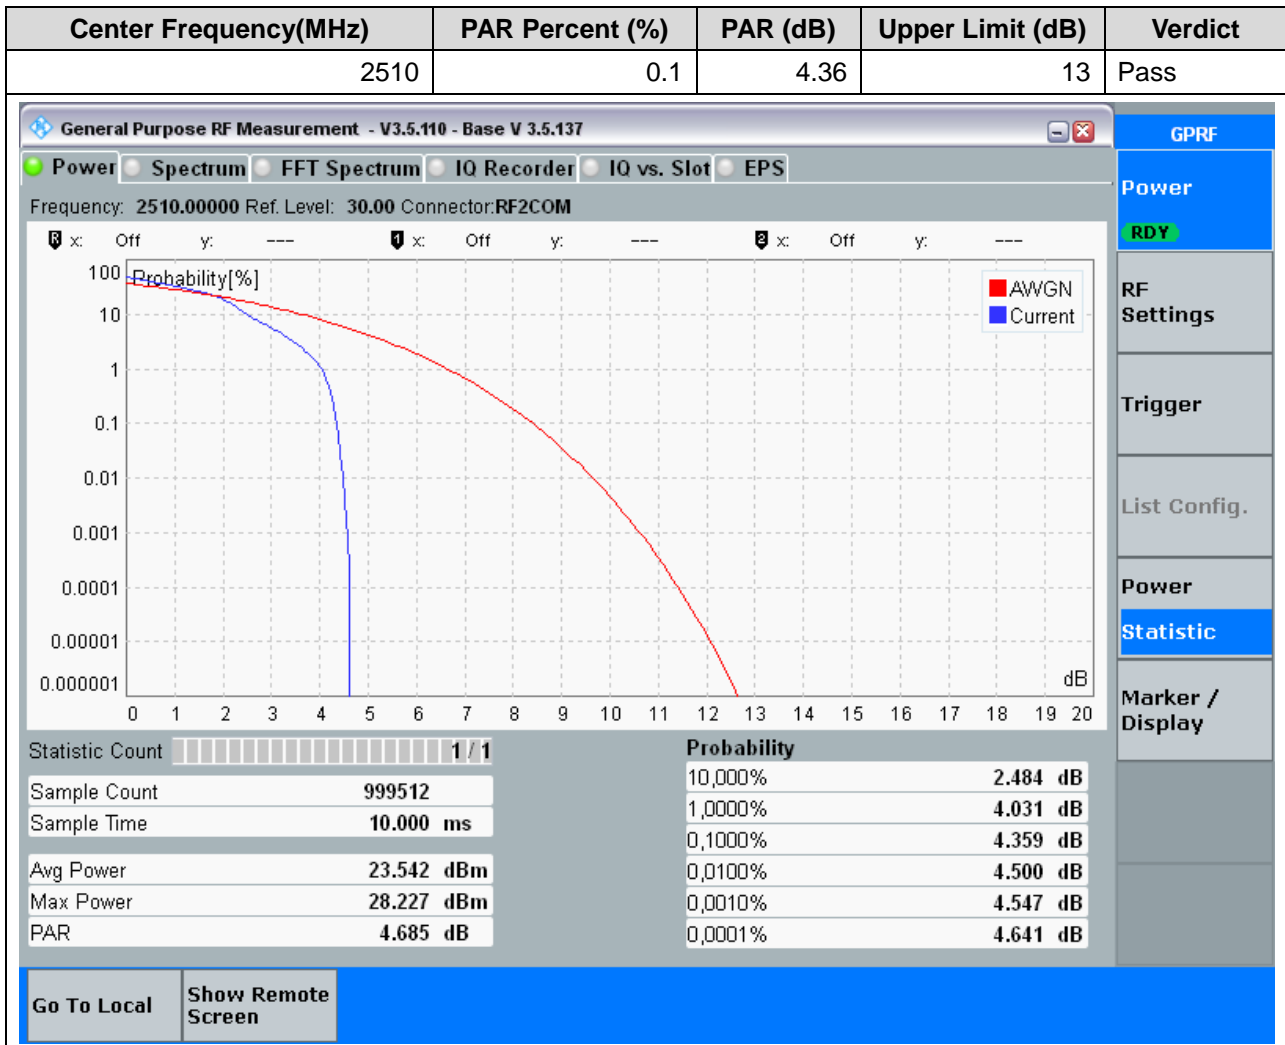 Center Frequency(MHz) PAR Percent (%) PAR (dB) Upper Limit (dB) Verdict
2510 0.1 4.36 13 Pass
General Purpose RF Measurement - V3.5.110 - Base V 3.5.137
GPRF
Power Spectrum FFT Spectrum IQ Recorder IQ vs. Slot EPS
Power
RDY
Frequency: 2510.00000 Ref. Level: 30.00 Connector:RF2COM
R x: Off y: --- 1 x: Off y: --- 2 x: Off y: ---
Probability[%]
AWGN
Current
100
10
1
0.1
0.01
0.001
0.0001
0.00001
0.000001
dB
0 1 2 3 4 5 6 7 8 9 10 11 12 13 14 15 16 17 18 19 20
RF
Settings
Trigger
List Config.
Power
Statistic
Marker /
Display
Statistic Count 1 / 1
Sample Count 999512
Sample Time 10.000 ms
Avg Power 23.542 dBm
Max Power 28.227 dBm
PAR 4.685 dB
Probability
10,000% 2.484 dB
1,0000% 4.031 dB
0,1000% 4.359 dB
0,0100% 4.500 dB
0,0010% 4.547 dB
0,0001% 4.641 dB
Go To Local
Show Remote
Screen